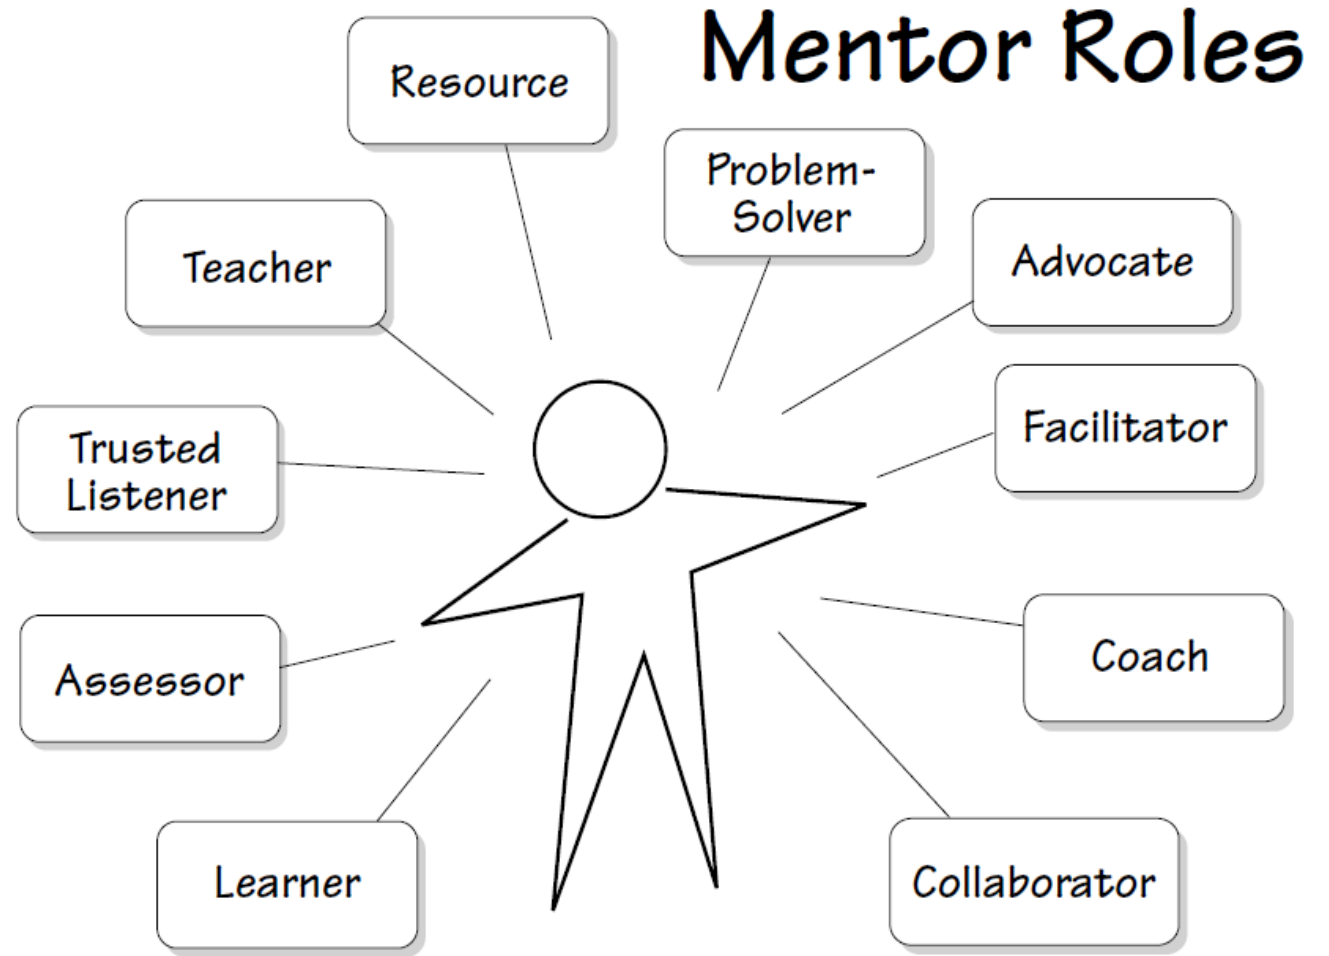 Mentor Roles
Resource
Problem-
Solver
Teacher
Advocate
Facilitator
Trusted
Listener
Assessor
Coach
Learner
Collaborator